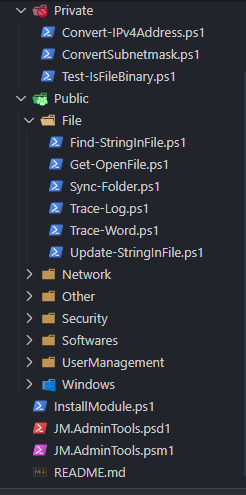 Private
Convert-IPv4Address.ps1
ConvertSubnetmask.ps1
Test-IsFileBinary.ps1
Public
File
Find-StringInFile.ps1
Get-OpenFile.ps1
Sync-Folder.ps1
Trace-Log.ps1
Trace-Word.ps1
Update-StringInFile.ps1
Network
Other
Security
Softwares
UserManagement
Windows
InstallModule.ps1
JM.AdminTools.psd1
JM.AdminTools.psm1
README.md